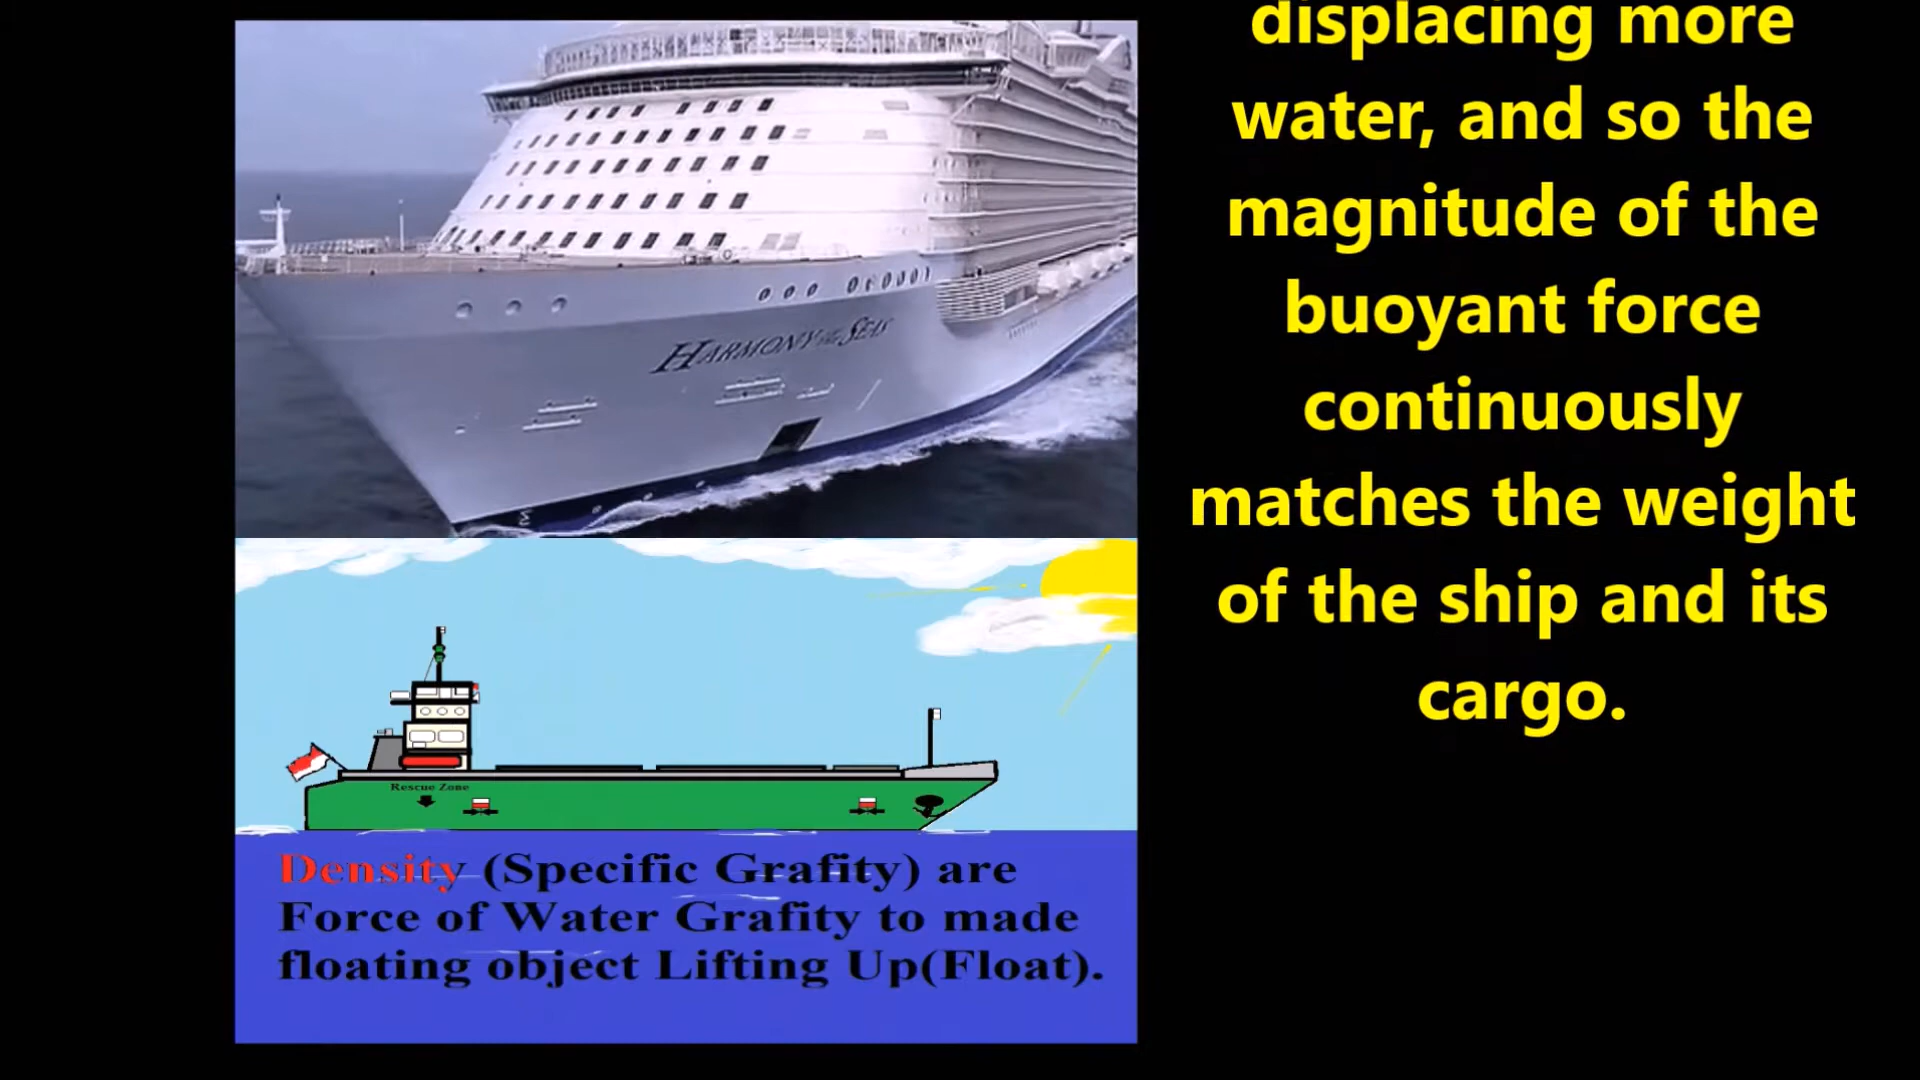 displacing more
water, and so the
magnitude of the
buoyant force
continuously
matches the weight
of the ship and its
cargo.
HARMONY OF THE SEAS
Rescue Zone
Density (Specific Grafity) are
Force of Water Grafity to made
floating object Lifting Up(Float).